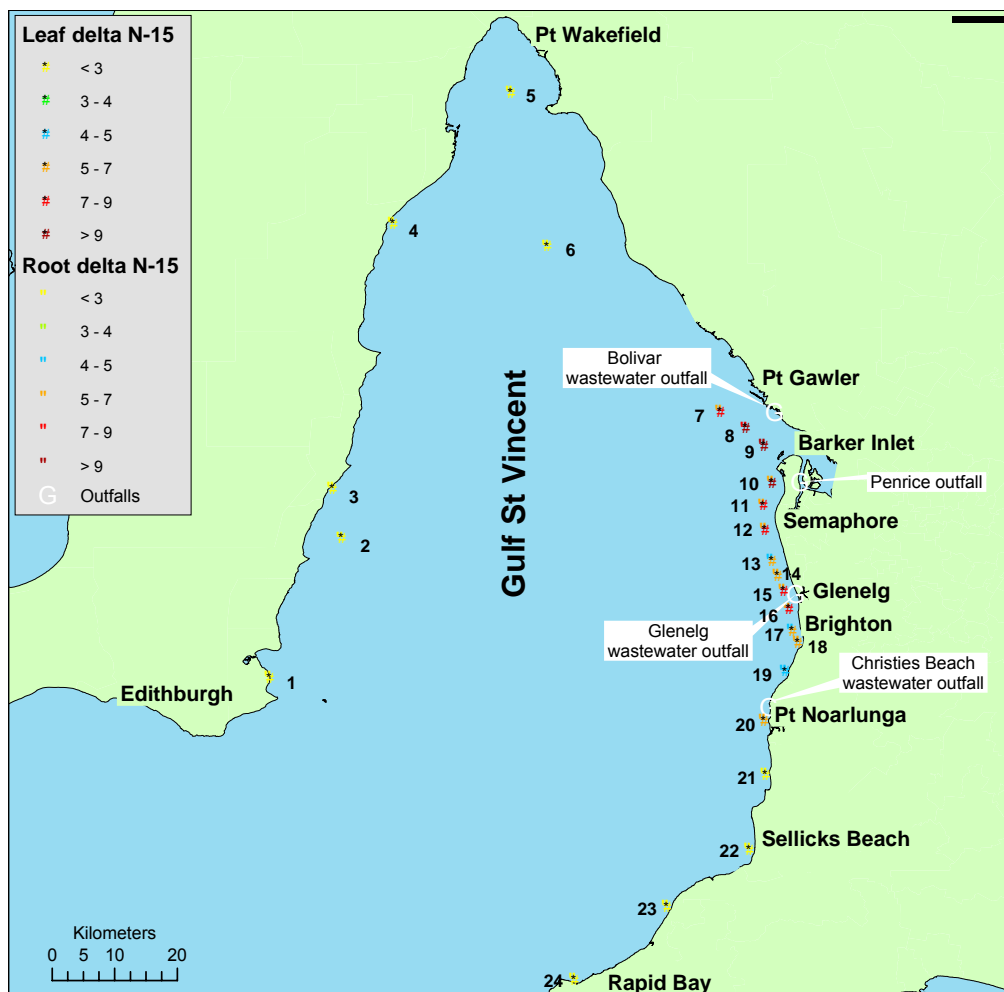 Leaf delta N-15
< 3
3 - 4
4 - 5
5 - 7
7 - 9
> 9
Root delta N-15
< 3
3 - 4
4 - 5
5 - 7
7 - 9
> 9
G Outfalls
Pt Wakefield
5
4
6
Bolivar
wastewater outfall
Pt Gawler
G
7
8
Barker Inlet
9
10
Penrice outfall
11
Semaphore
12
3
2
Gulf St Vincent
13
14
15
Glenelg
16
Glenelg
wastewater outfall
17
Brighton
18
Christies Beach
wastewater outfall
19
Edithburgh
1
20
Pt Noarlunga
21
22
Sellicks Beach
23
24
Rapid Bay
Kilometers
0 5 10 20